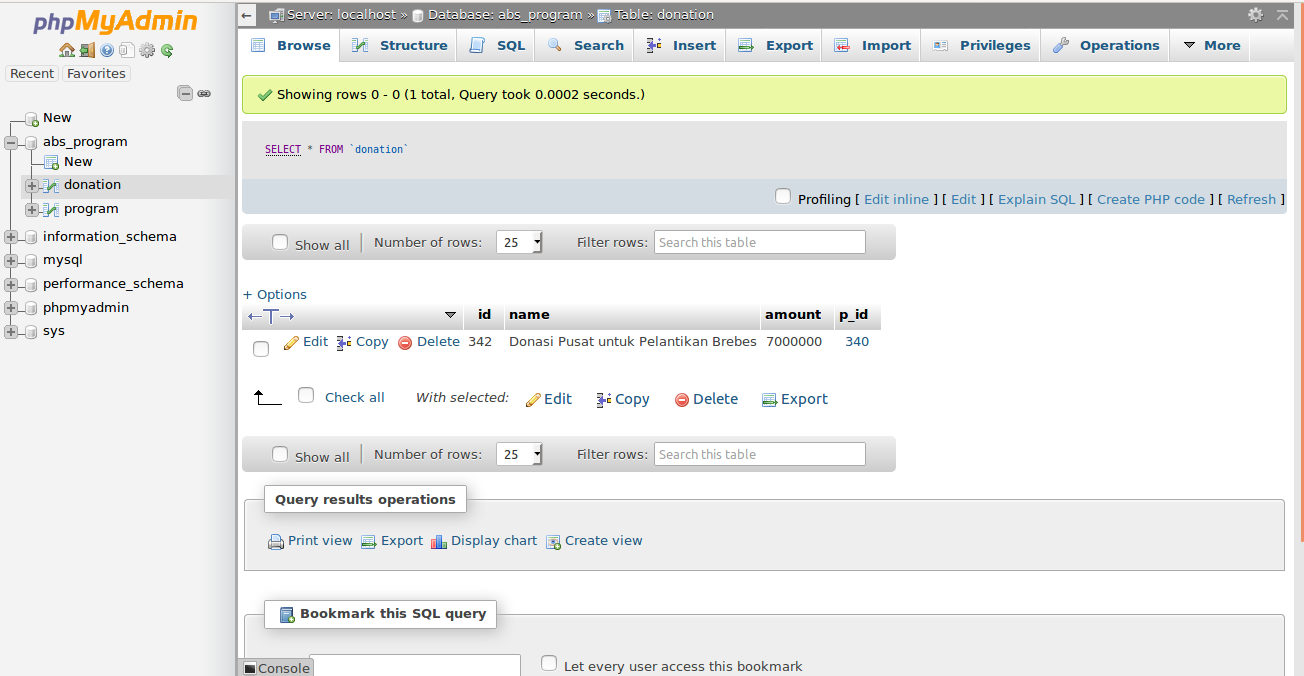 phpMyAdmin
Recent Favorites
New
abs_program
New
donation
program
information_schema
mysql
performance_schema
phpmyadmin
sys
Server: localhost » Database: abs_program » Table: donation
Browse Structure SQL Search Insert Export Import Privileges Operations More
Showing rows 0 - 0 (1 total, Query took 0.0002 seconds.)
SELECT * FROM `donation`
Profiling [ Edit inline ] [ Edit ] [ Explain SQL ] [ Create PHP code ] [ Refresh ]
Show all Number of rows: 25 Filter rows: Search this table
+ Options
id name amount p_id
Edit Copy Delete 342 Donasi Pusat untuk Pelantikan Brebes 7000000 340
Check all With selected: Edit Copy Delete Export
Show all Number of rows: 25 Filter rows: Search this table
Query results operations
Print view Export Display chart Create view
Bookmark this SQL query
Console Let every user access this bookmark